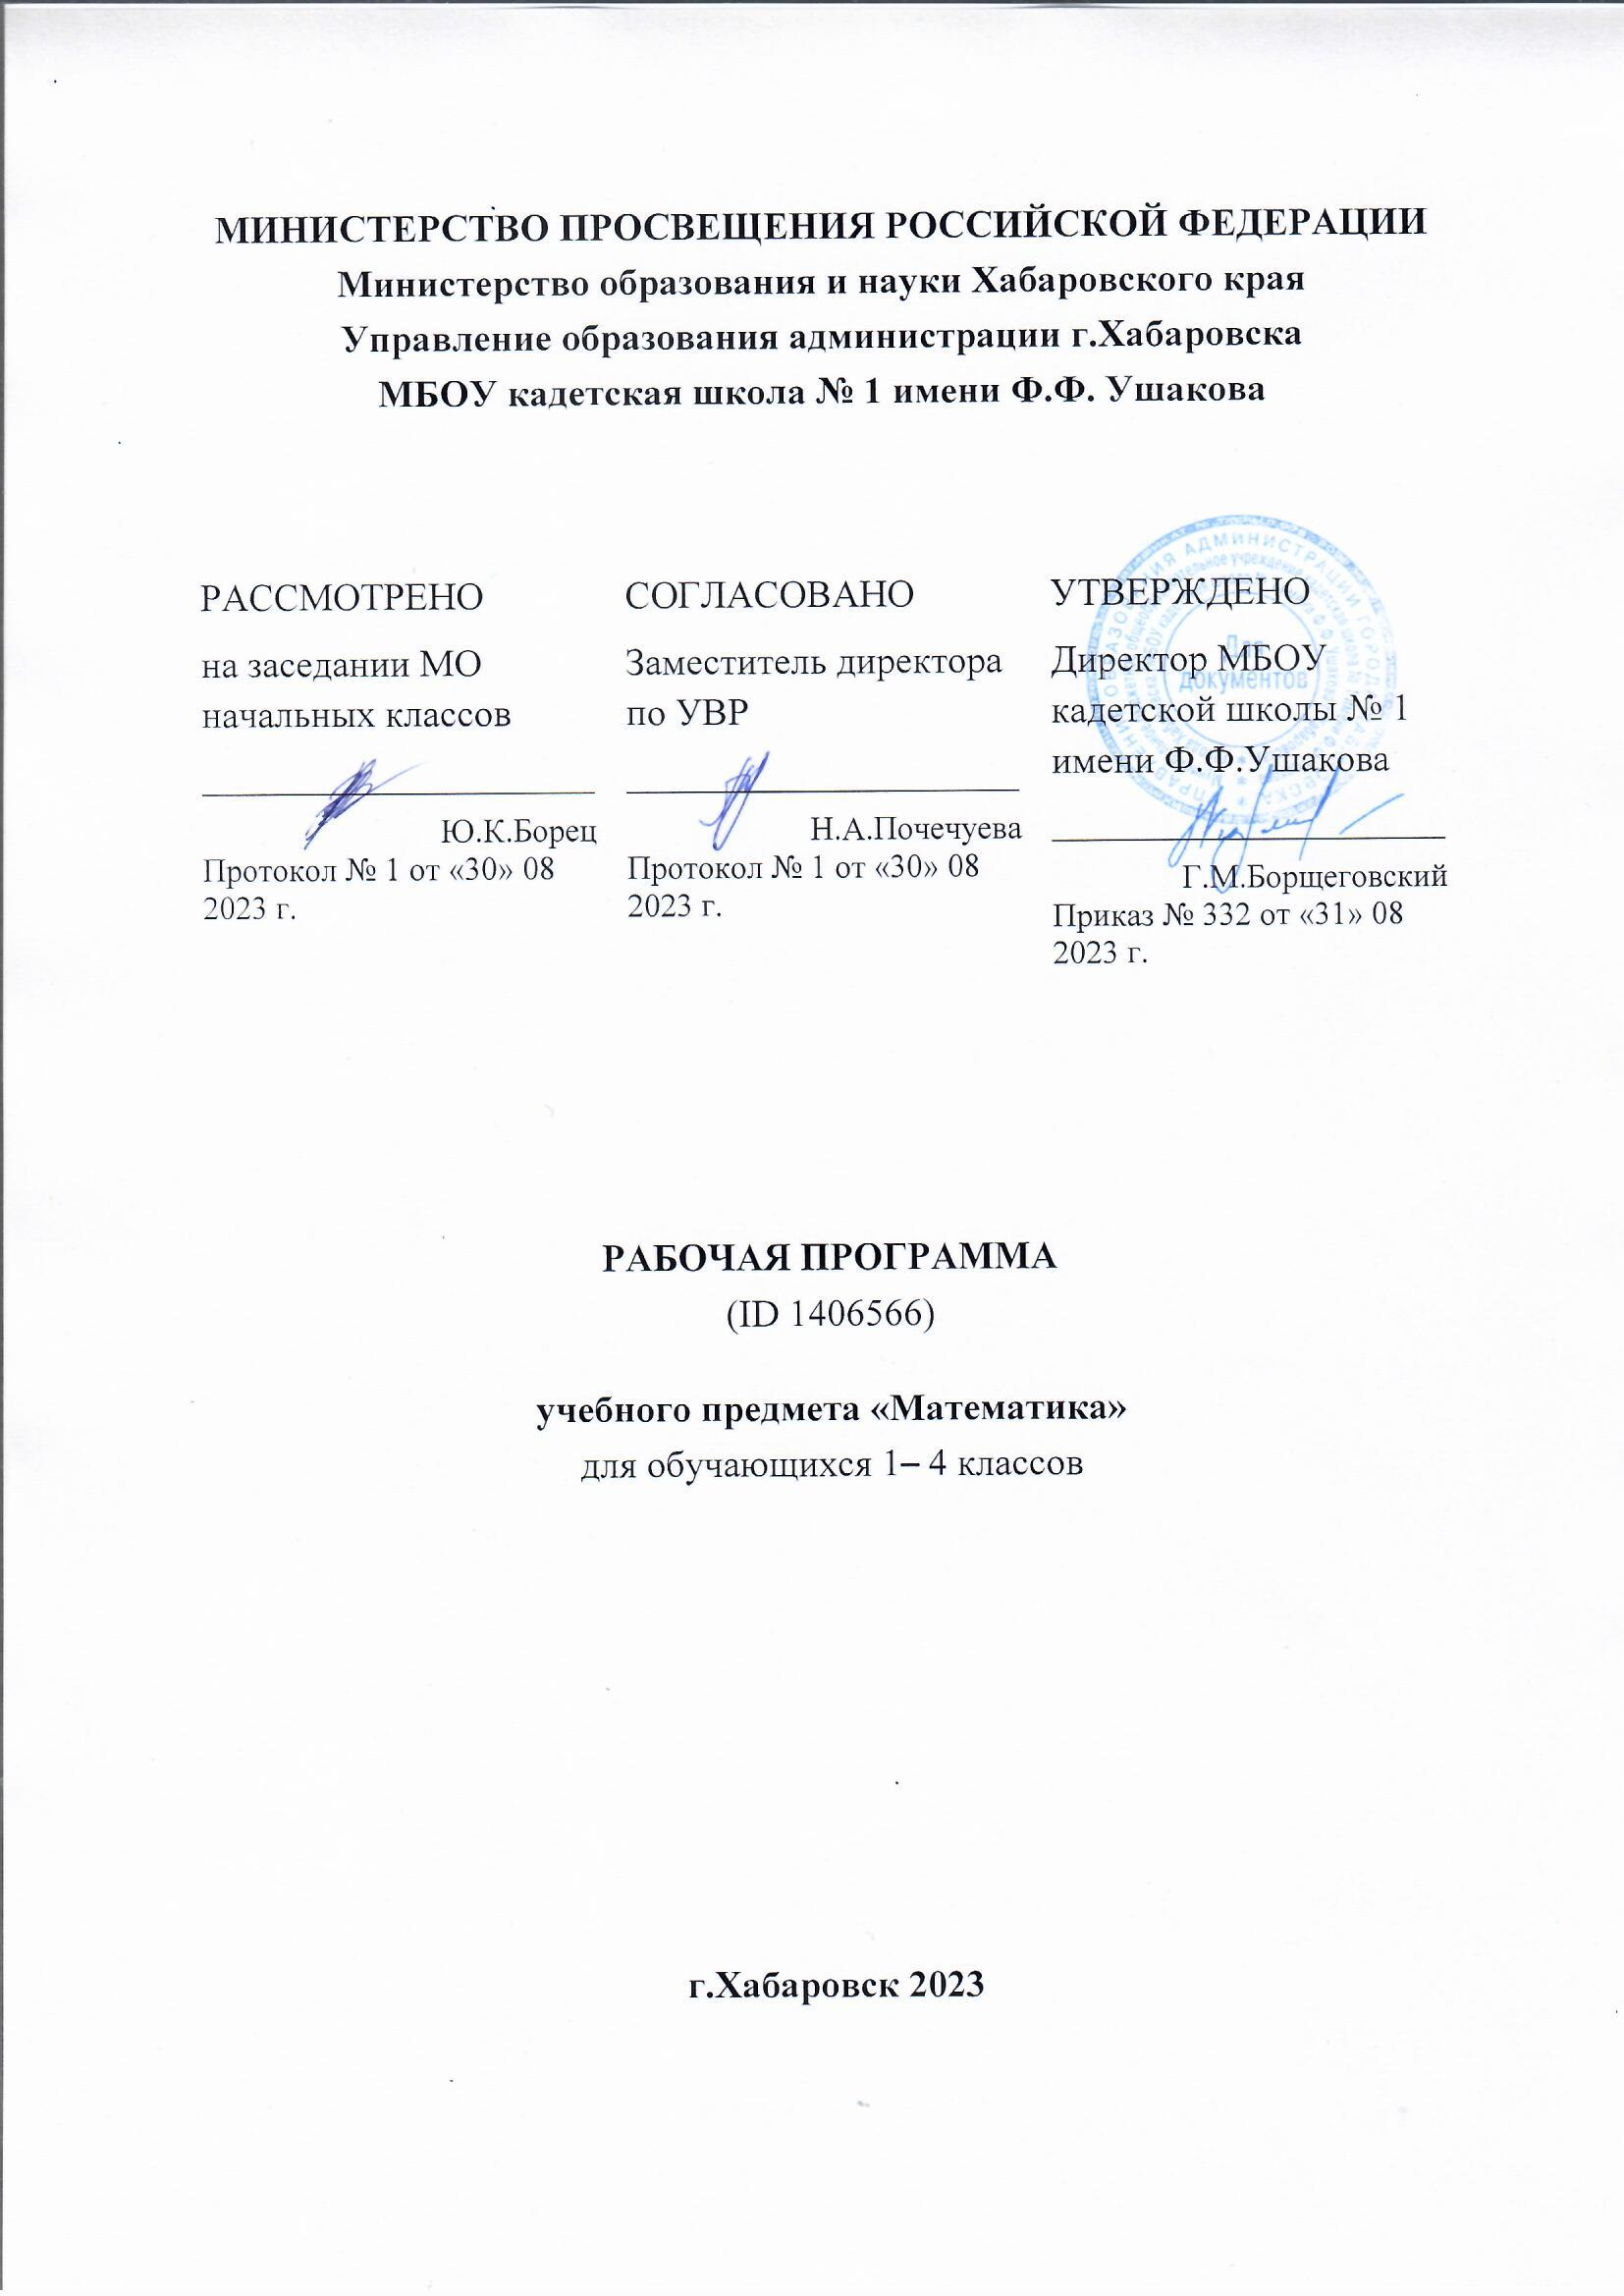 МИНИСТЕРСТВО ПРОСВЕЩЕНИЯ РОССИЙСКОЙ ФЕДЕРАЦИИ
Министерство образования и науки Хабаровского края
Управление образования администрации г.Хабаровска
МБОУ кадетская школа № 1 имени Ф.Ф. Ушакова
РАССМОТРЕНО
на заседании МО
начальных классов
Ю.К.Борец
Протокол № 1 от «30» 08
2023 г.
СОГЛАСОВАНО
Заместитель директора
по УВР
Н.А.Почечуева
Протокол № 1 от «30» 08
2023 г.
УТВЕРЖДЕНО
Директор МБОУ
кадетской школы № 1
имени Ф.Ф.Ушакова
Г.М.Борщеговский
Приказ № 332 от «31» 08
2023 г.
Для
документов
РАБОЧАЯ ПРОГРАММА
(ID 1406566)
учебного предмета «Математика»
для обучающихся 1– 4 классов
г.Хабаровск 2023